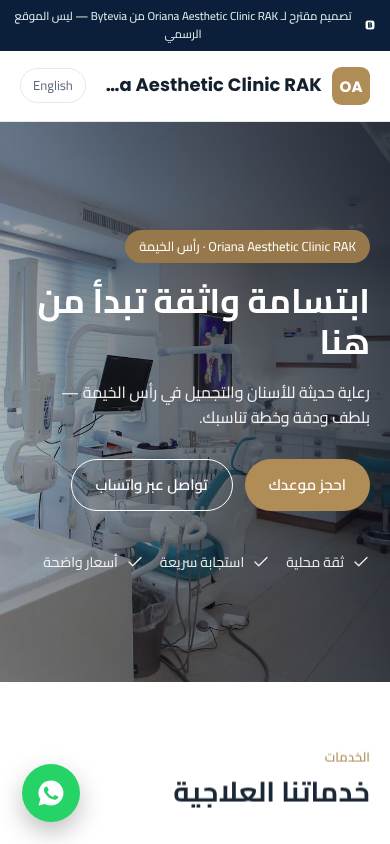 تصميم مقترح لـ Oriana Aesthetic Clinic RAK من Bytevia — ليس الموقع
الرسمي
B
OA
...a Aesthetic Clinic RAK
English
Oriana Aesthetic Clinic RAK · رأس الخيمة
ابتسامة واثقة تبدأ من
هنا
رعاية حديثة للأسنان والتجميل في رأس الخيمة —
بلطف ودقة وخطة تناسبك.
احجز موعدك
تواصل عبر واتساب
ثقة محلية
استجابة سريعة
أسعار واضحة
الخدمات
خدماتنا العلاجية